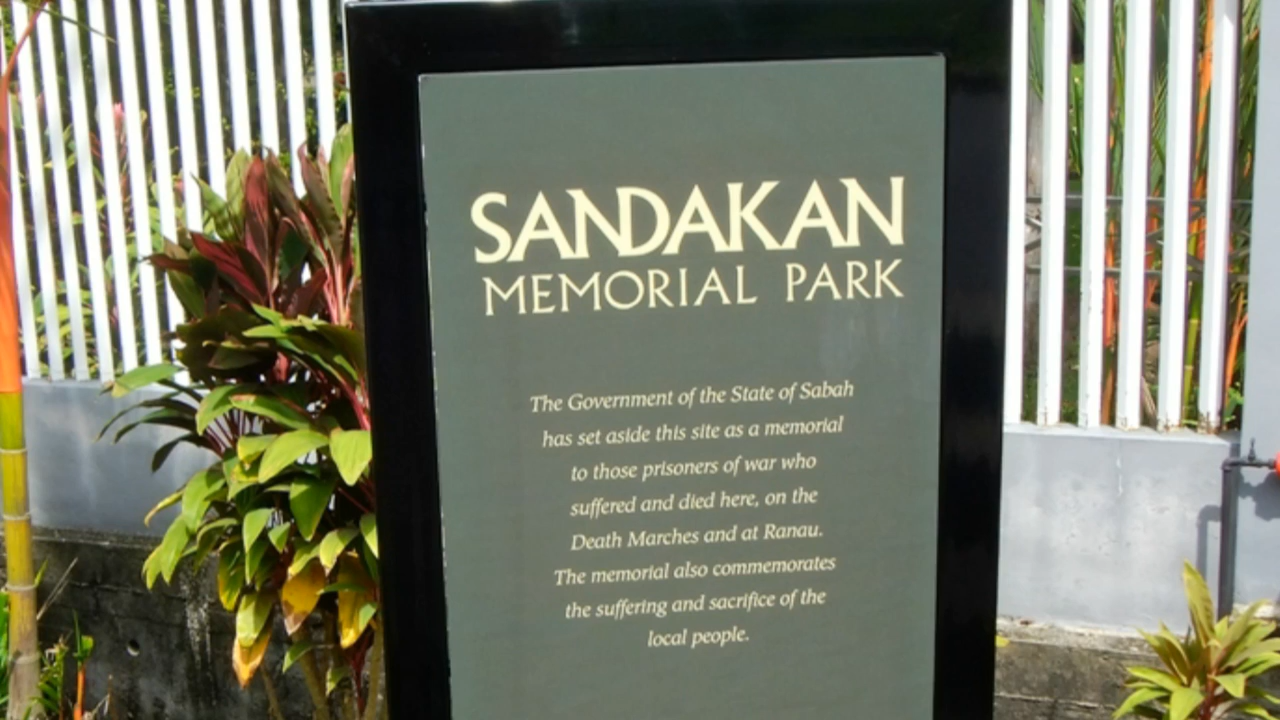 SANDAKAN
MEMORIAL PARK
The Government of the State of Sabah
has set aside this site as a memorial
to those prisoners of war who
suffered and died here, on the
Death Marches and at Ranau.
The memorial also commemorates
the suffering and sacrifice of the
local people.